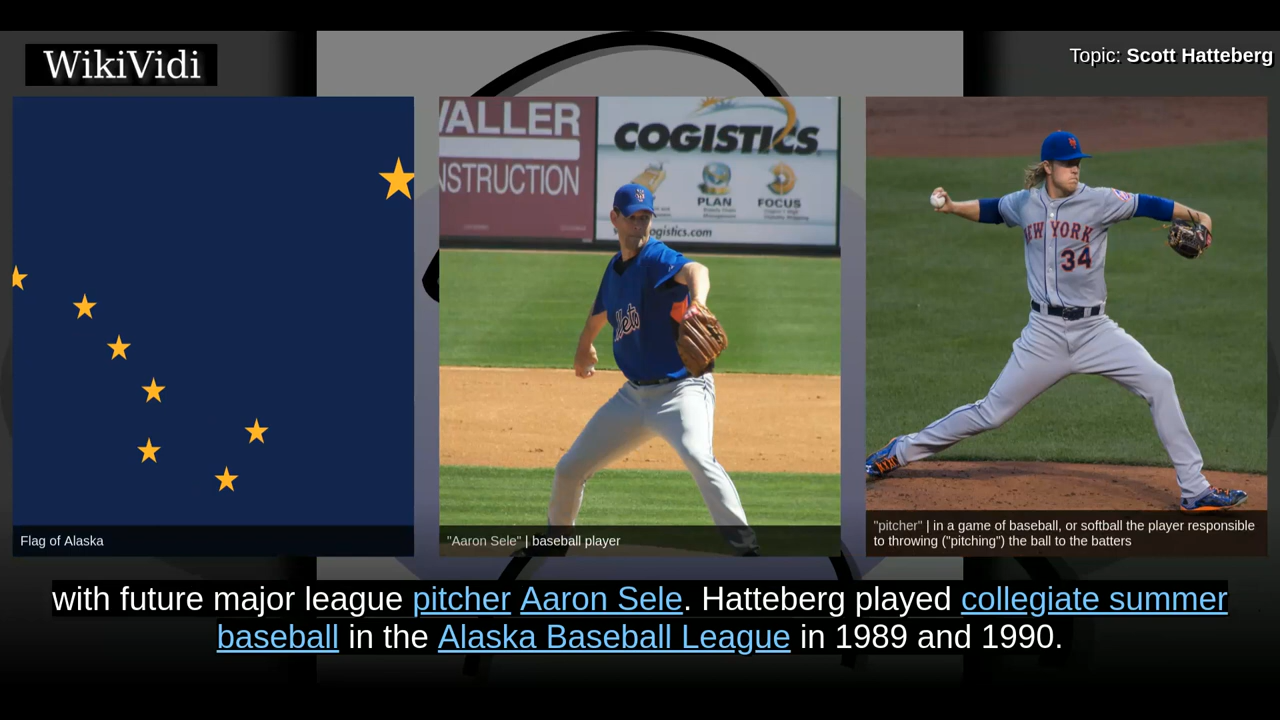 WikiVidi
Topic: Scott Hatteberg
VALLER
NSTRUCTION
COGISTICS
PLAN
FOCUS
ogistics.com
Mets
NEW YORK
34
Flag of Alaska
"Aaron Sele" | baseball player
"pitcher" | in a game of baseball, or softball the player responsible
to throwing ("pitching") the ball to the batters
with future major league pitcher Aaron Sele. Hatteberg played collegiate summer
baseball in the Alaska Baseball League in 1989 and 1990.